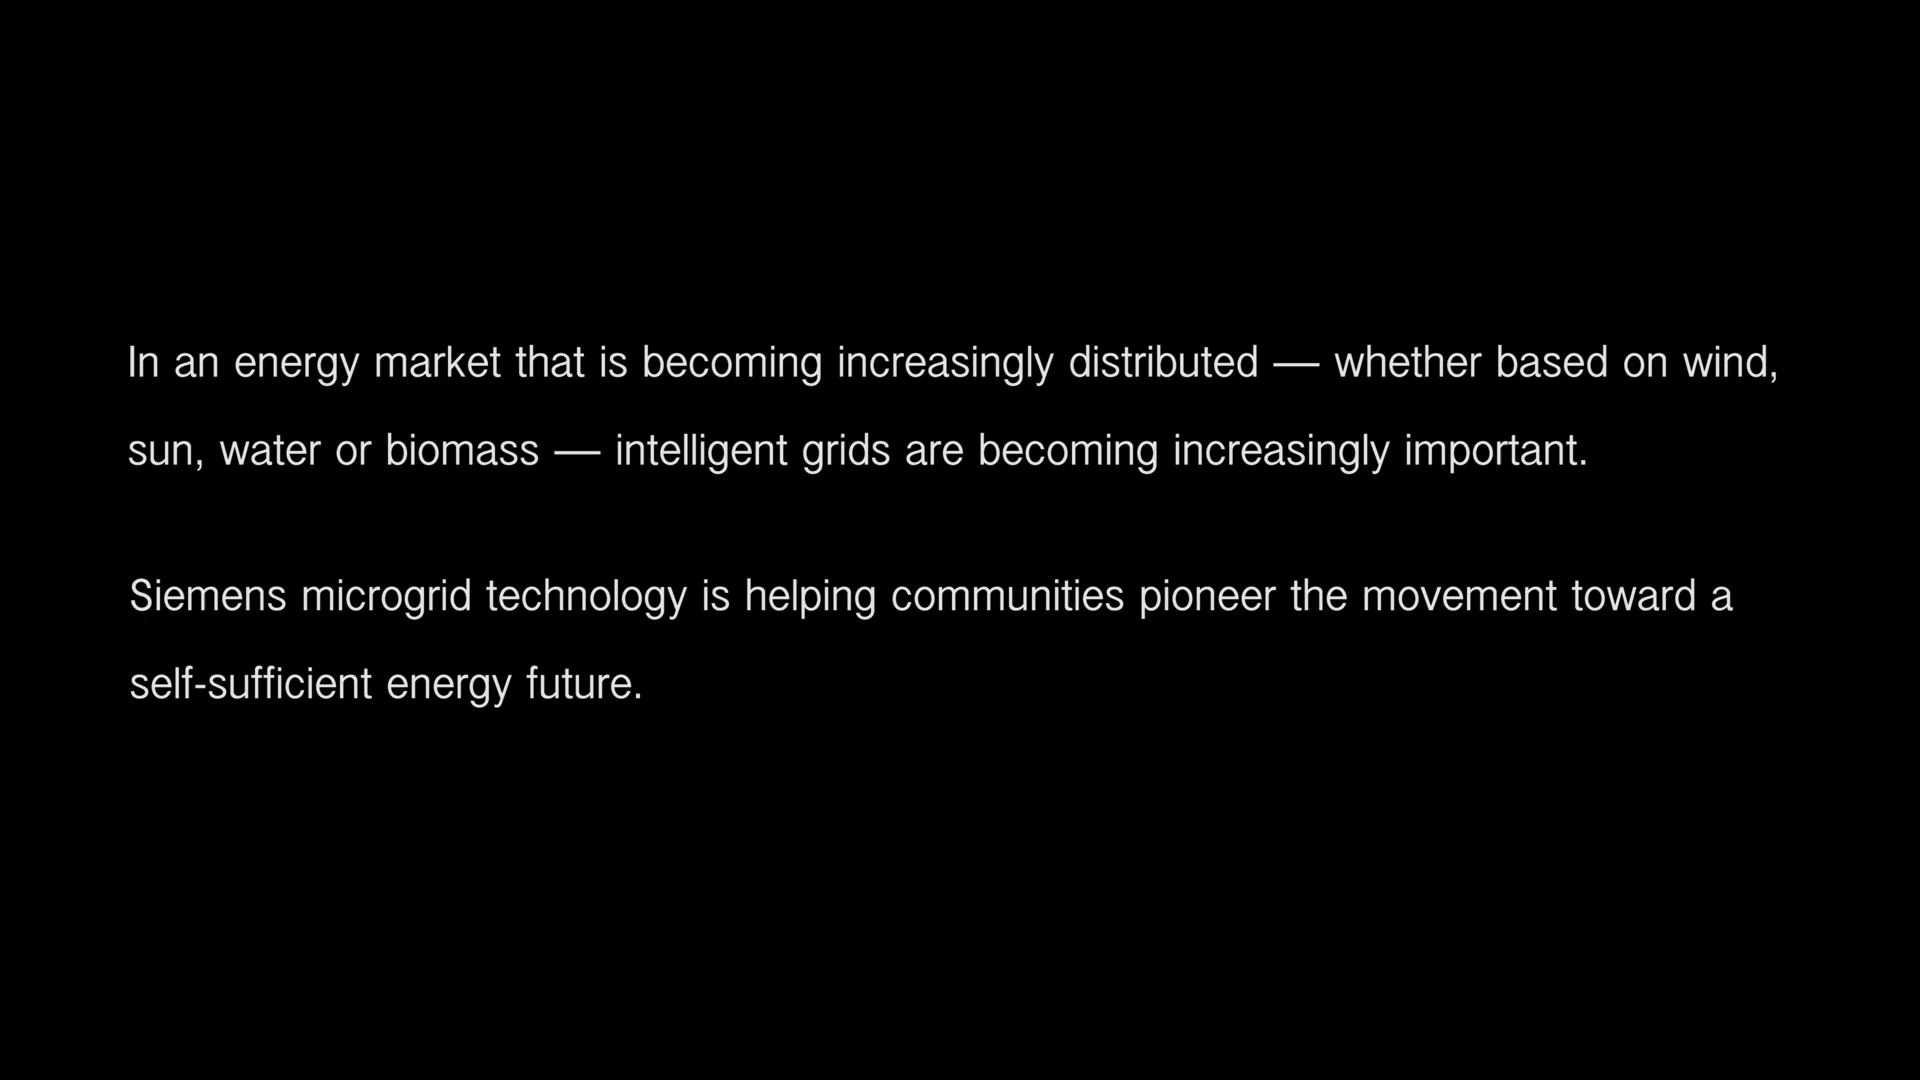 In an energy market that is becoming increasingly distributed — whether based on wind,
sun, water or biomass — intelligent grids are becoming increasingly important.
Siemens microgrid technology is helping communities pioneer the movement toward a
self-sufficient energy future.